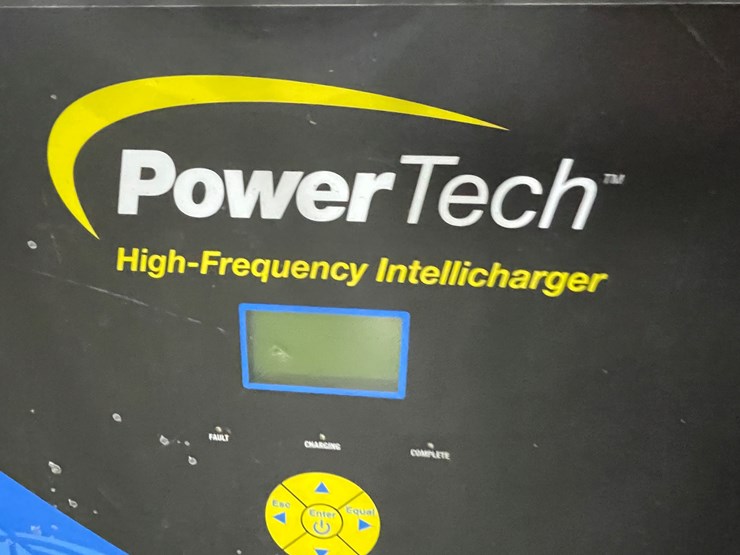 PowerTech™
High-Frequency Intellicharger
FAULT
CHARGING
COMPLETE
Esc
Enter
Equal